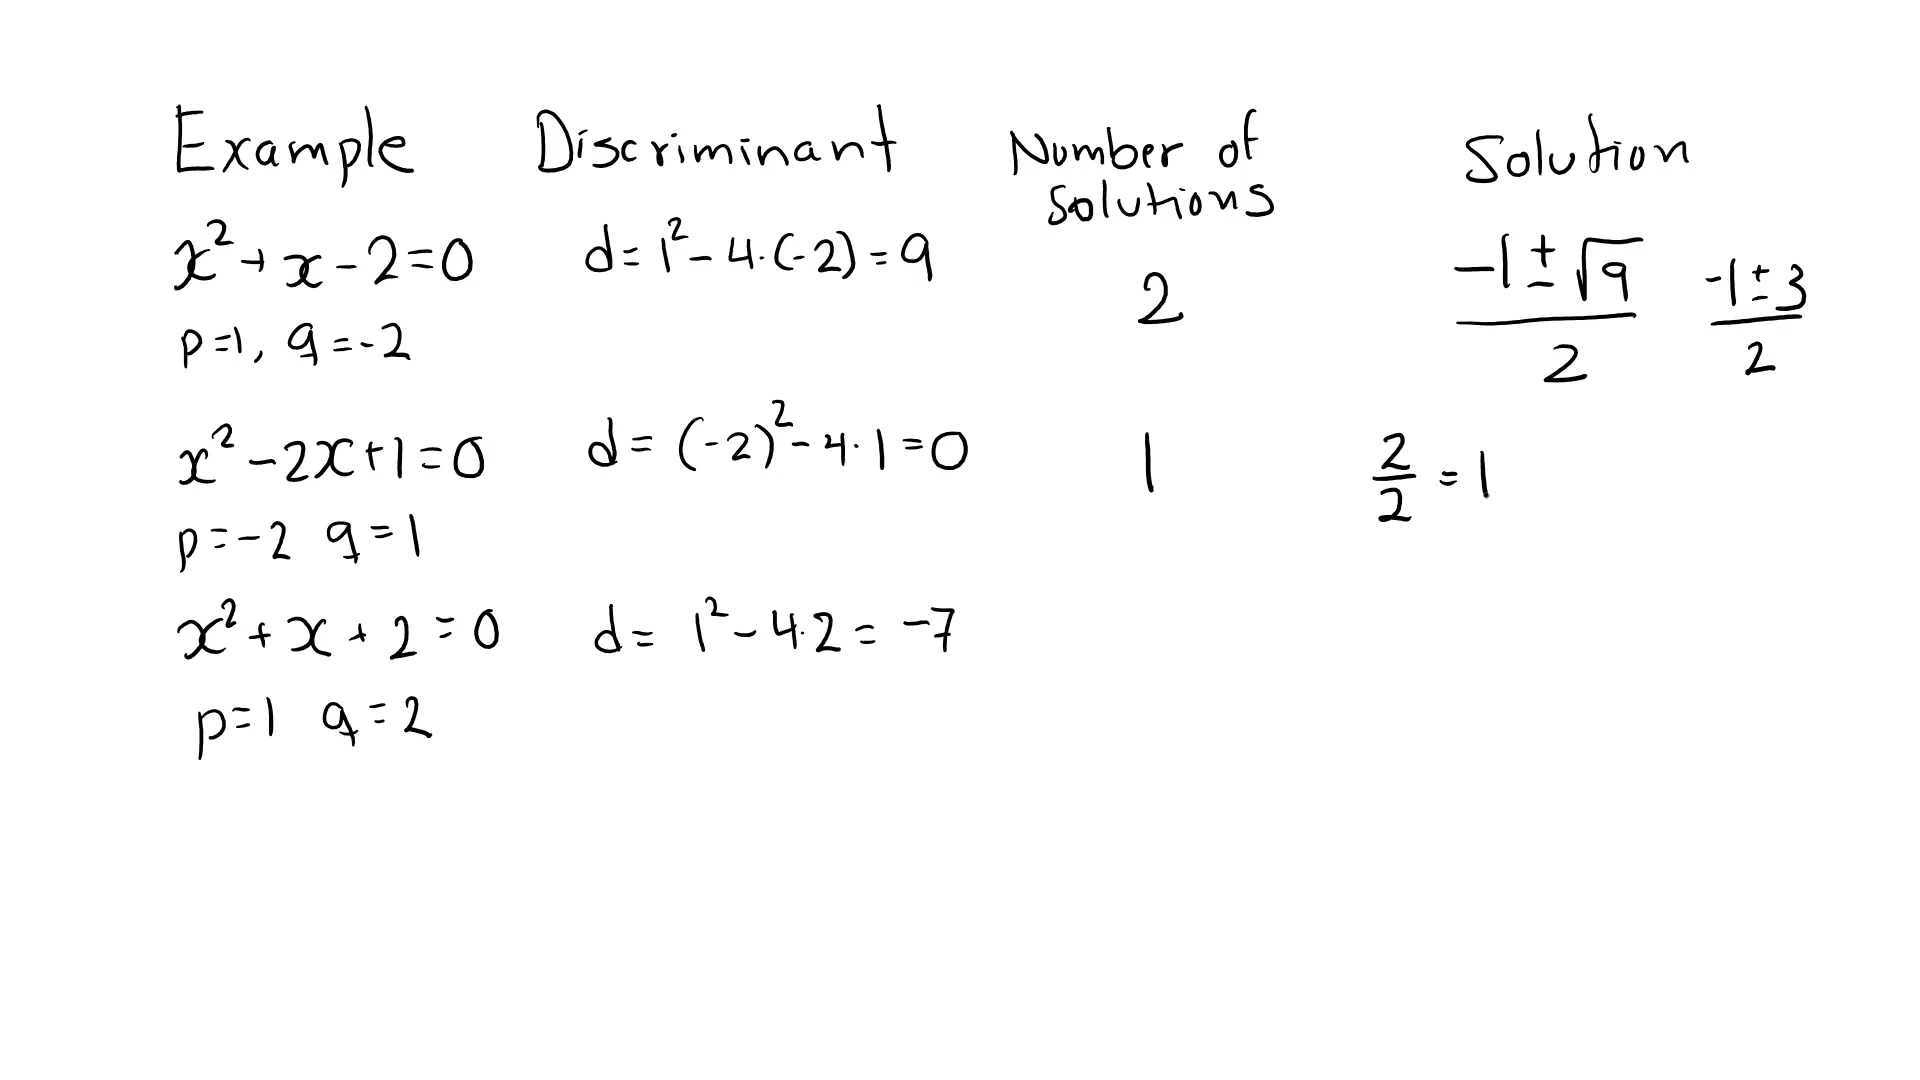 Example Discriminant Number of solutions Solution
x² + x - 2 = 0 d = 1² - 4·(-2) = 9 2 (-1 ± √9)/2 (-1 ± 3)/2
p = 1, q = -2
x² - 2x + 1 = 0 d = (-2)² - 4·1 = 0 1 2/2 = 1
p = -2 q = 1
x² + x + 2 = 0 d = 1² - 4·2 = -7
p = 1 q = 2